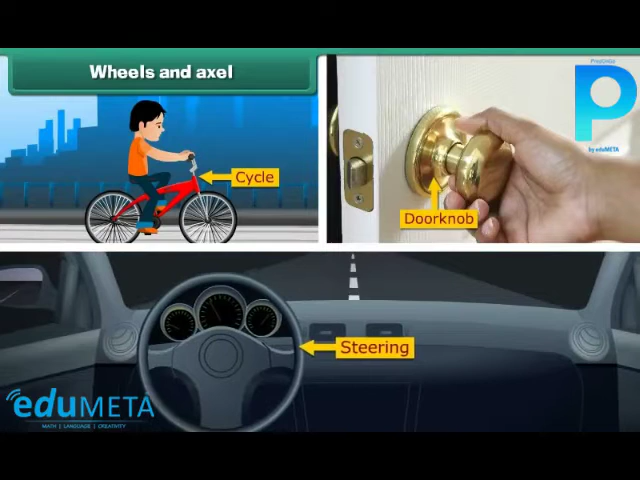 Wheels and axel
Cycle
Doorknob
P
by eduMETA
Steering
eduMETA
MATH | LANGUAGE | CREATIVITY